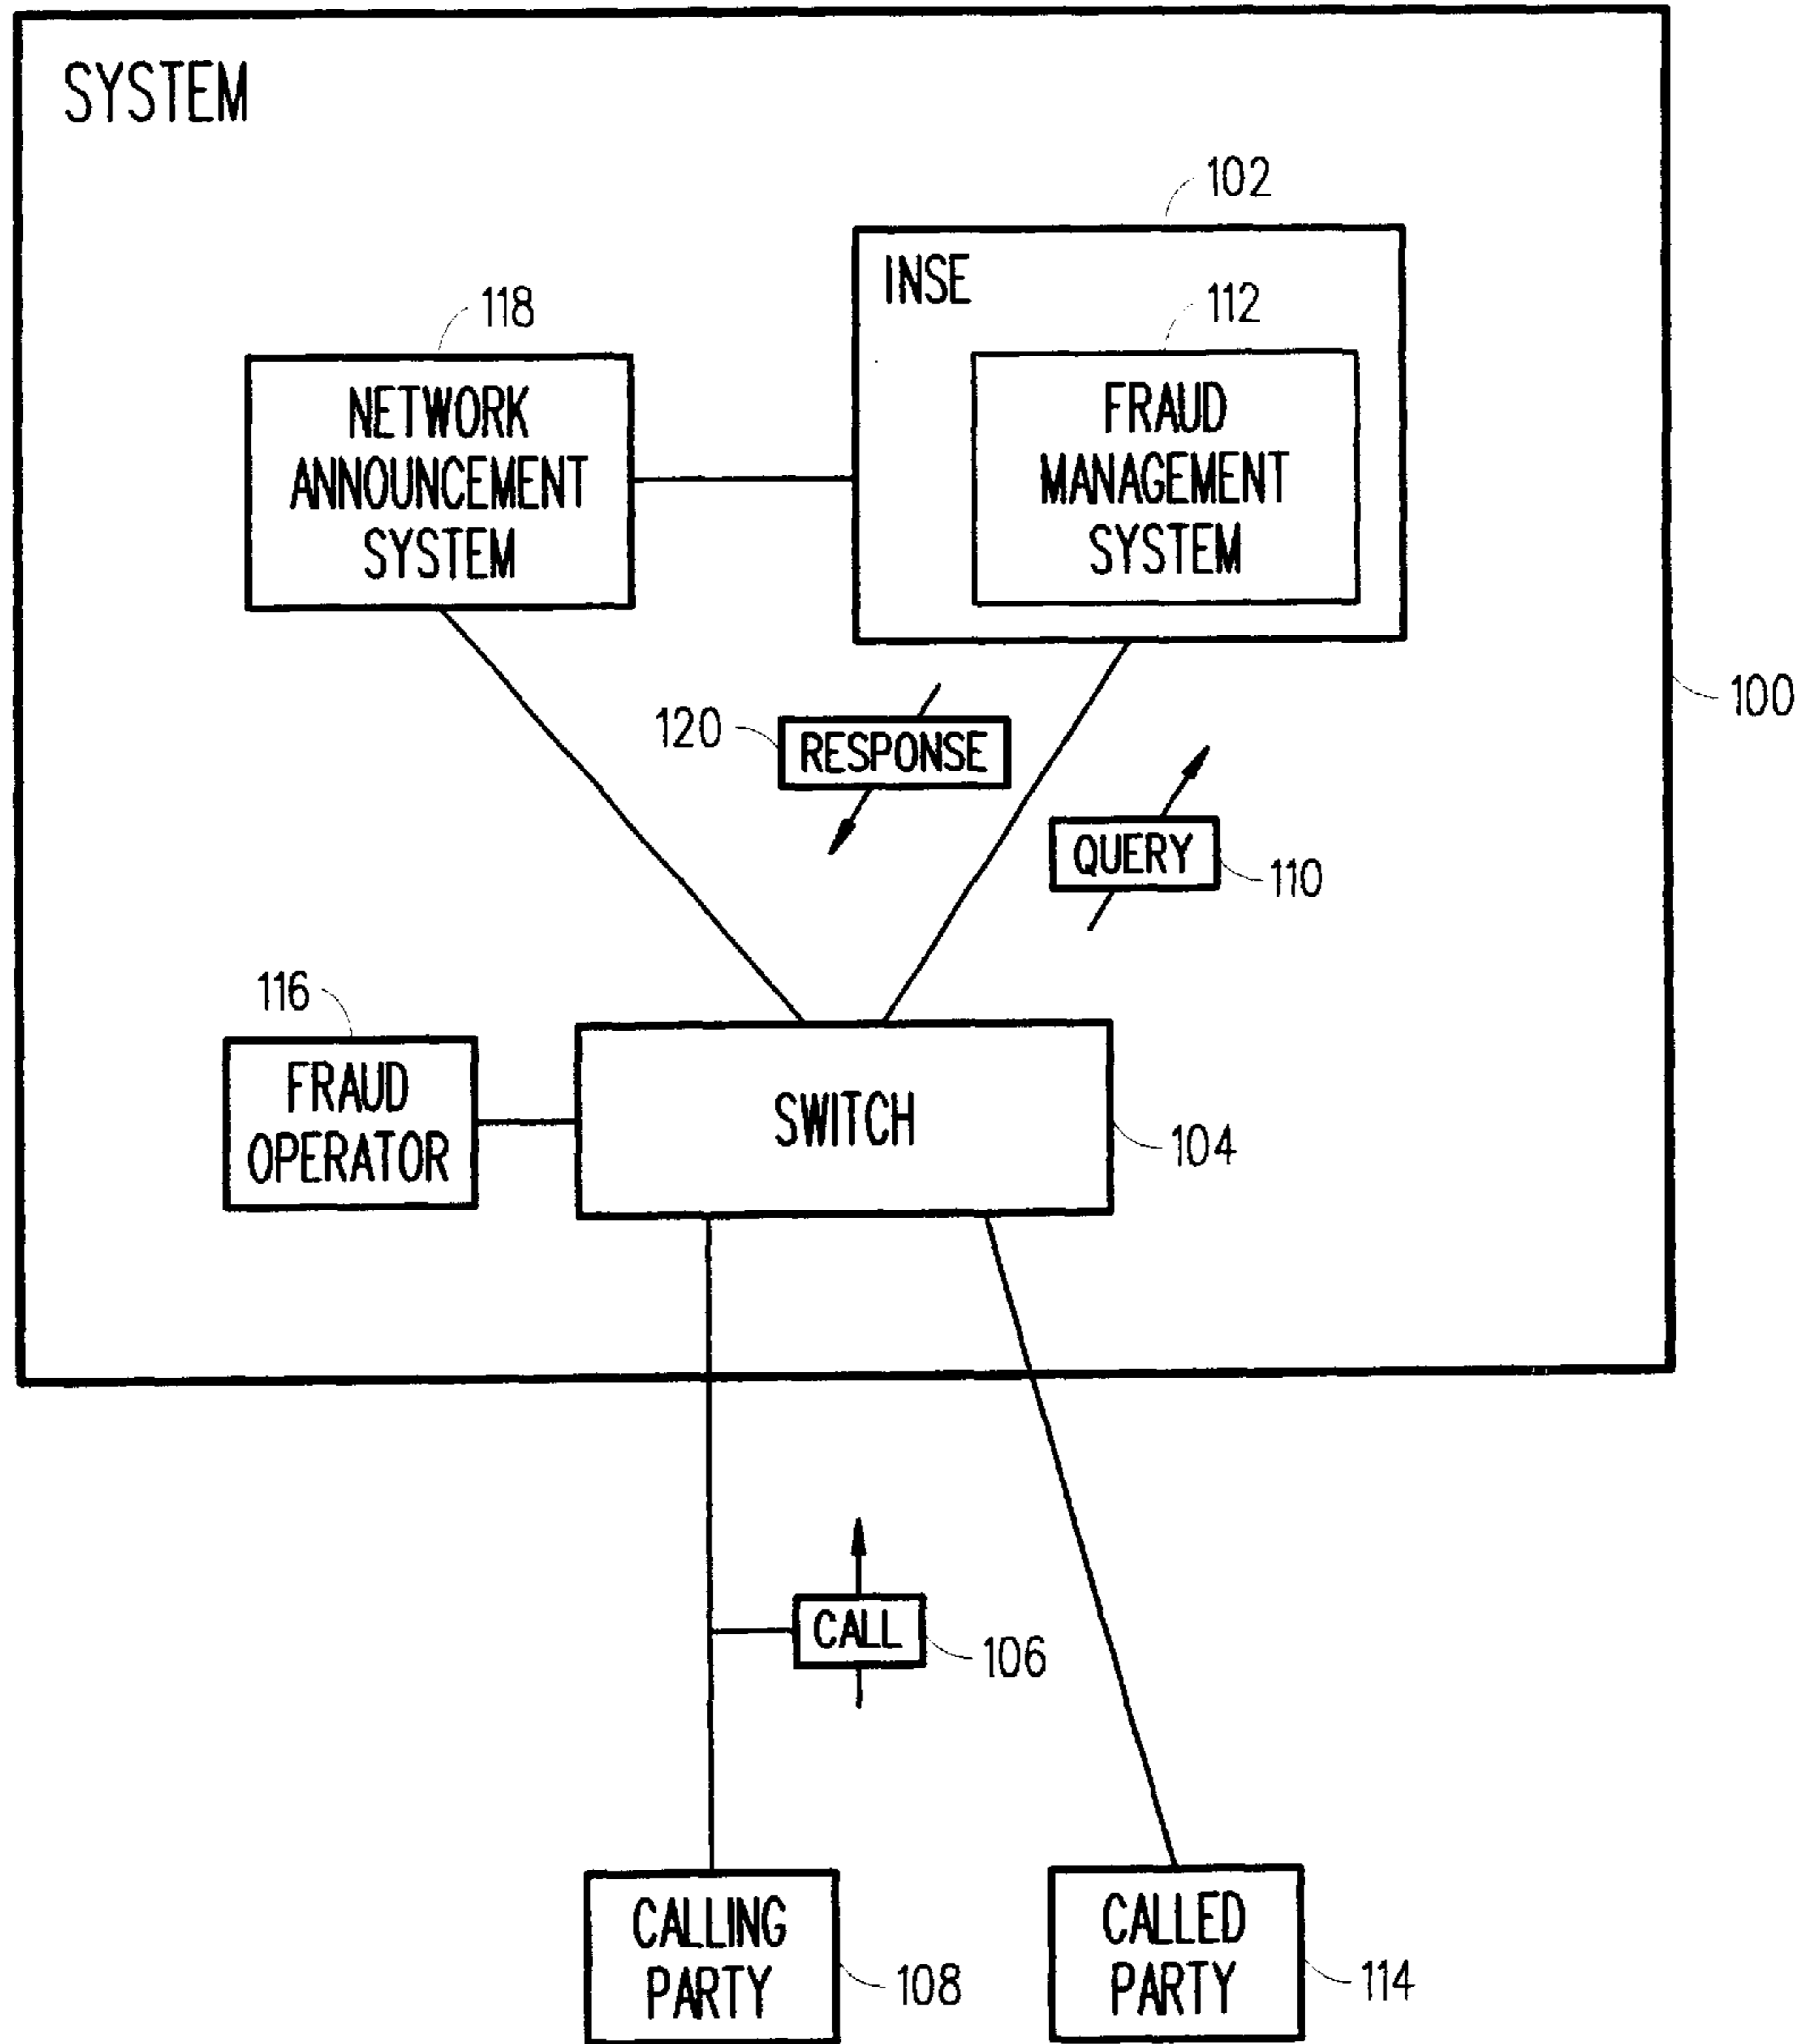 SYSTEM
102
INSE
118
112
NETWORK
ANNOUNCEMENT
SYSTEM
FRAUD
MANAGEMENT
SYSTEM
100
120
RESPONSE
QUERY
110
116
FRAUD
OPERATOR
SWITCH
104
CALL
106
CALLING
PARTY
108
CALLED
PARTY
114